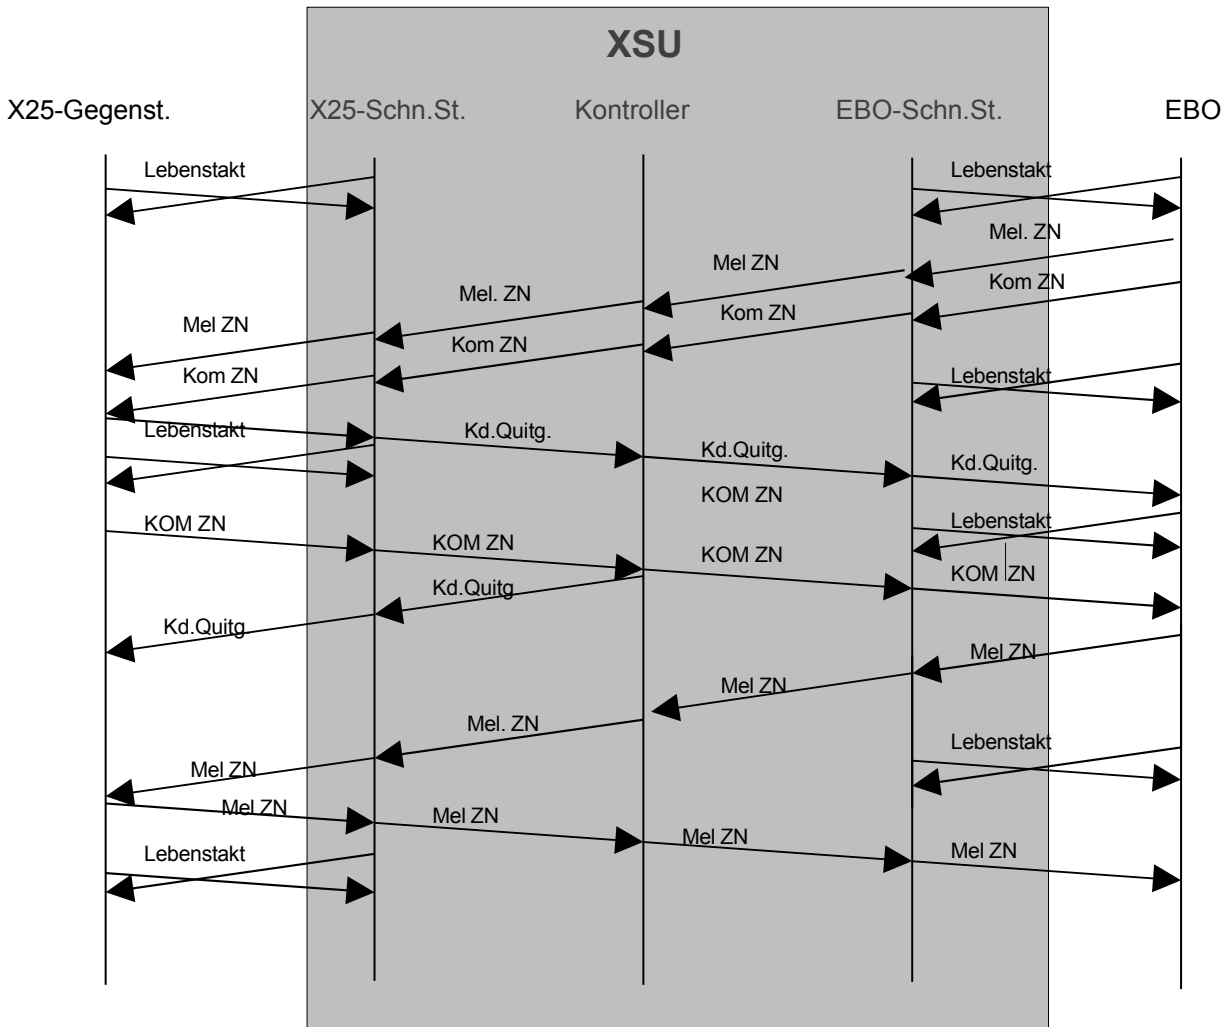 XSU
X25-Gegenst.
X25-Schn.St.
Kontroller
EBO-Schn.St.
EBO
Lebenstakt
Lebenstakt
Mel. ZN
Mel ZN
Kom ZN
Mel. ZN
Kom ZN
Mel ZN
Kom ZN
Kom ZN
Lebenstakt
Lebenstakt
Kd.Quitg.
Kd.Quitg.
Kd.Quitg.
KOM ZN
KOM ZN
Lebenstakt
KOM ZN
KOM ZN
KOM ZN
Kd.Quitg
Kd.Quitg.
Mel ZN
Mel ZN
Mel. ZN
Lebenstakt
Mel ZN
Mel ZN
Mel ZN
Mel ZN
Lebenstakt
Mel ZN